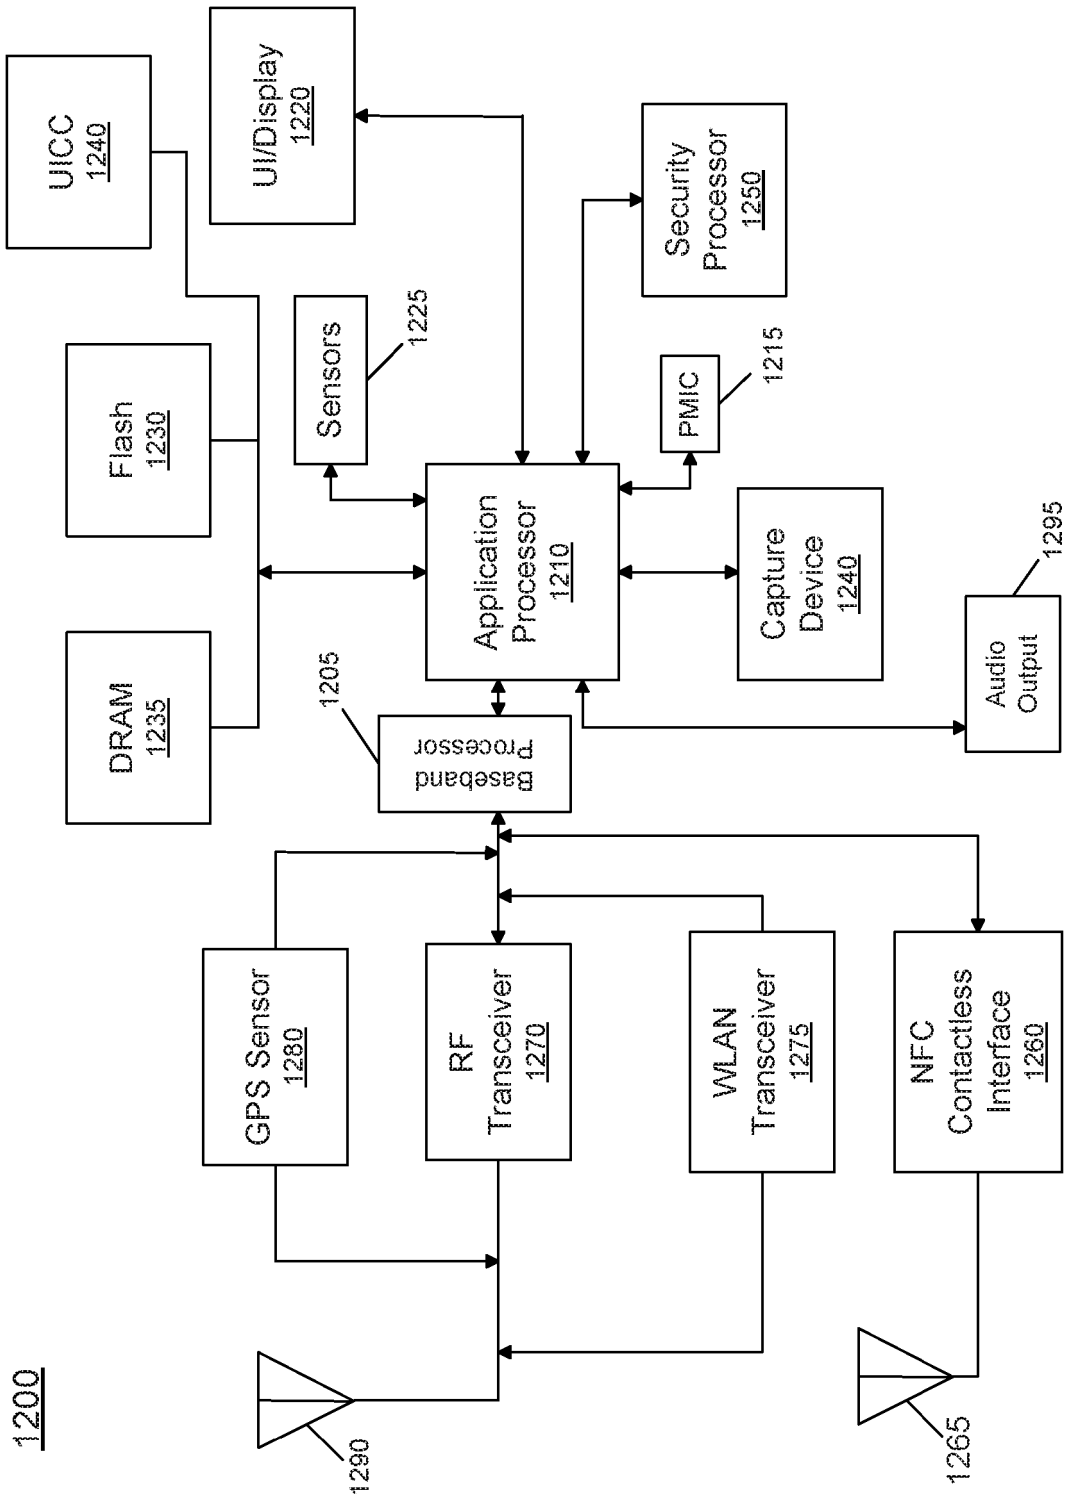 1200
UICC
1240
UI/Display
1220
Flash
1230
Sensors
1225
Security
Processor
1250
DRAM
1235
Application
Processor
1210
PMIC
1215
Capture
Device
1240
1205
Baseband
Processor
Audio
Output
1295
GPS Sensor
1280
RF
Transceiver
1270
WLAN
Transceiver
1275
NFC
Contactless
Interface
1260
1290
1265